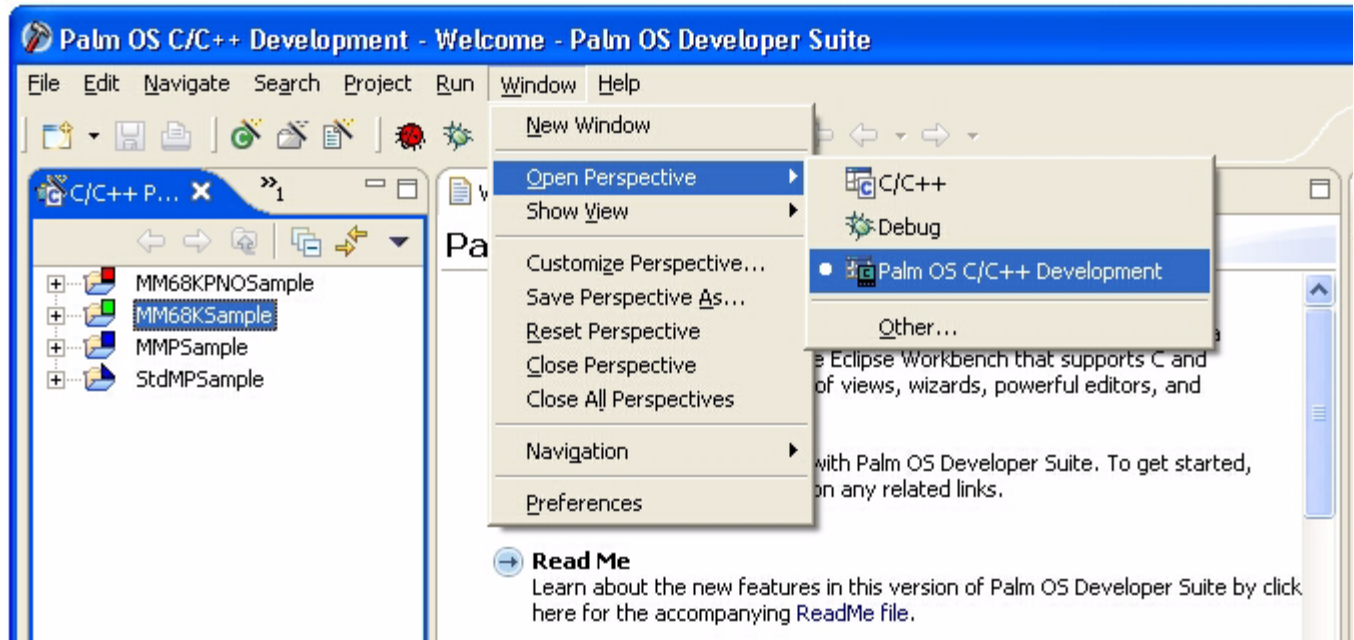 Palm OS C/C++ Development - Welcome - Palm OS Developer Suite
File Edit Navigate Search Project Run Window Help
New Window
Open Perspective
Show View
Customize Perspective...
Save Perspective As...
Reset Perspective
Close Perspective
Close All Perspectives
Navigation
Preferences
C/C++
Debug
Palm OS C/C++ Development
Other...
C/C++ P...
1
MM68KPNOSample
MM68KSample
MMPSample
StdMPSample
Pa
Eclipse Workbench that supports C and
of views, wizards, powerful editors, and
with Palm OS Developer Suite. To get started,
on any related links.
Read Me
Learn about the new features in this version of Palm OS Developer Suite by click
here for the accompanying ReadMe file.